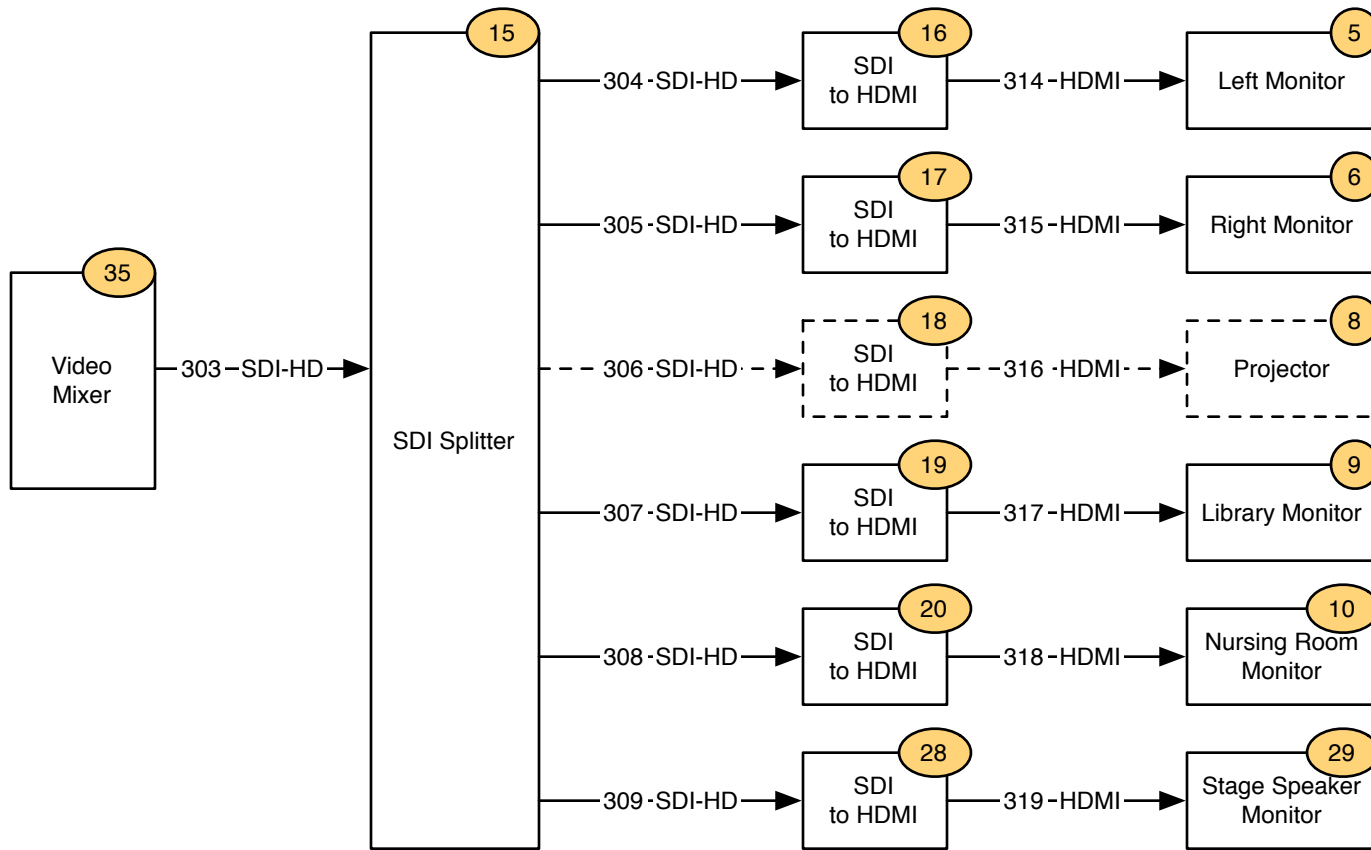 15
16
5
304-SDI-HD
SDI
to HDMI
314-HDMI
Left Monitor
17
6
305-SDI-HD
SDI
to HDMI
315-HDMI
Right Monitor
35
Video
Mixer
303-SDI-HD
SDI Splitter
18
8
306-SDI-HD
SDI
to HDMI
316-HDMI
Projector
19
9
307-SDI-HD
SDI
to HDMI
317-HDMI
Library Monitor
20
10
308-SDI-HD
SDI
to HDMI
318-HDMI
Nursing Room
Monitor
28
29
309-SDI-HD
SDI
to HDMI
319-HDMI
Stage Speaker
Monitor